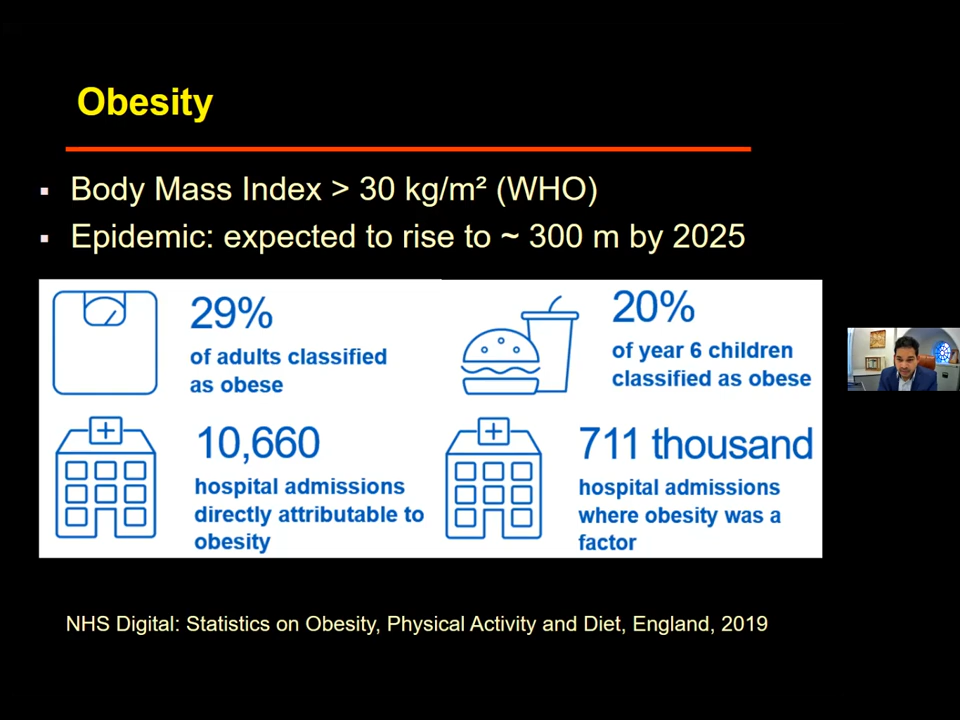 Obesity
▪ Body Mass Index > 30 kg/m² (WHO)
▪ Epidemic: expected to rise to ~ 300 m by 2025
29%
of adults classified
as obese
20%
of year 6 children
classified as obese
10,660
hospital admissions
directly attributable to
obesity
711 thousand
hospital admissions
where obesity was a
factor
NHS Digital: Statistics on Obesity, Physical Activity and Diet, England, 2019